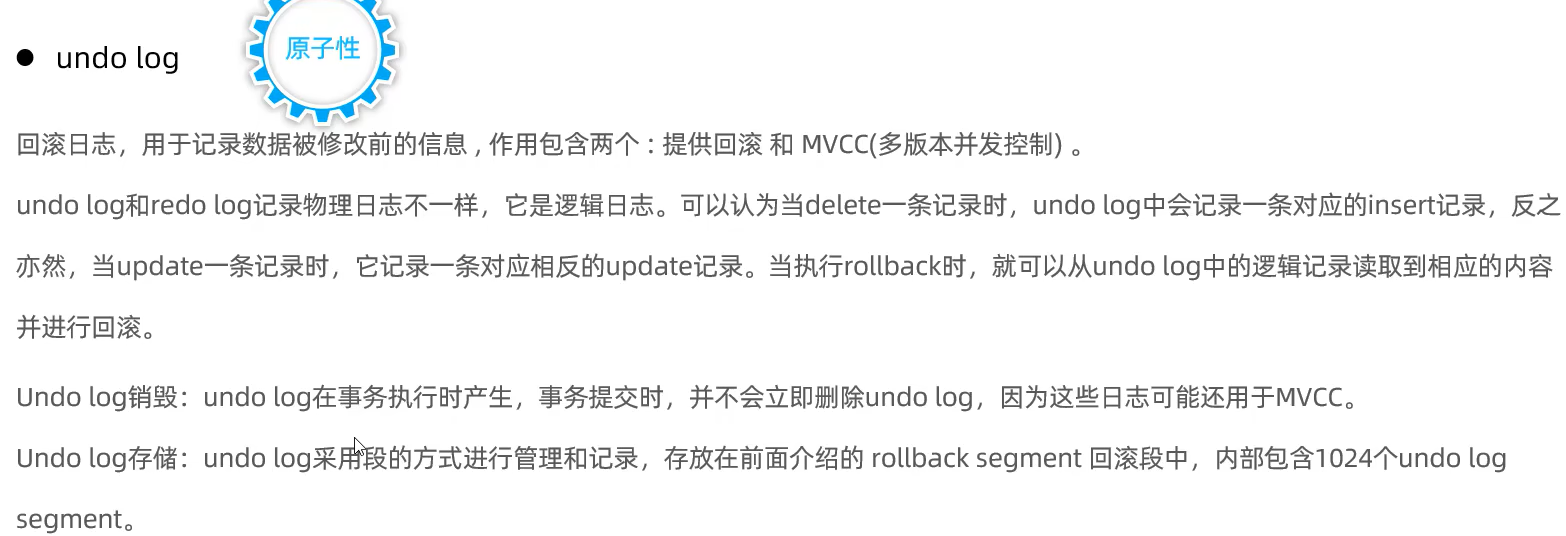 ● undo log
原子性
回滚日志，用于记录数据被修改前的信息 , 作用包含两个 : 提供回滚 和 MVCC(多版本并发控制) 。
undo log和redo log记录物理日志不一样，它是逻辑日志。可以认为当delete一条记录时，undo log中会记录一条对应的insert记录，反之
亦然，当update一条记录时，它记录一条对应相反的update记录。当执行rollback时，就可以从undo log中的逻辑记录读取到相应的内容
并进行回滚。
Undo log销毁：undo log在事务执行时产生，事务提交时，并不会立即删除undo log，因为这些日志可能还用于MVCC。
Undo log存储：undo log采用段的方式进行管理和记录，存放在前面介绍的 rollback segment 回滚段中，内部包含1024个undo log
segment。